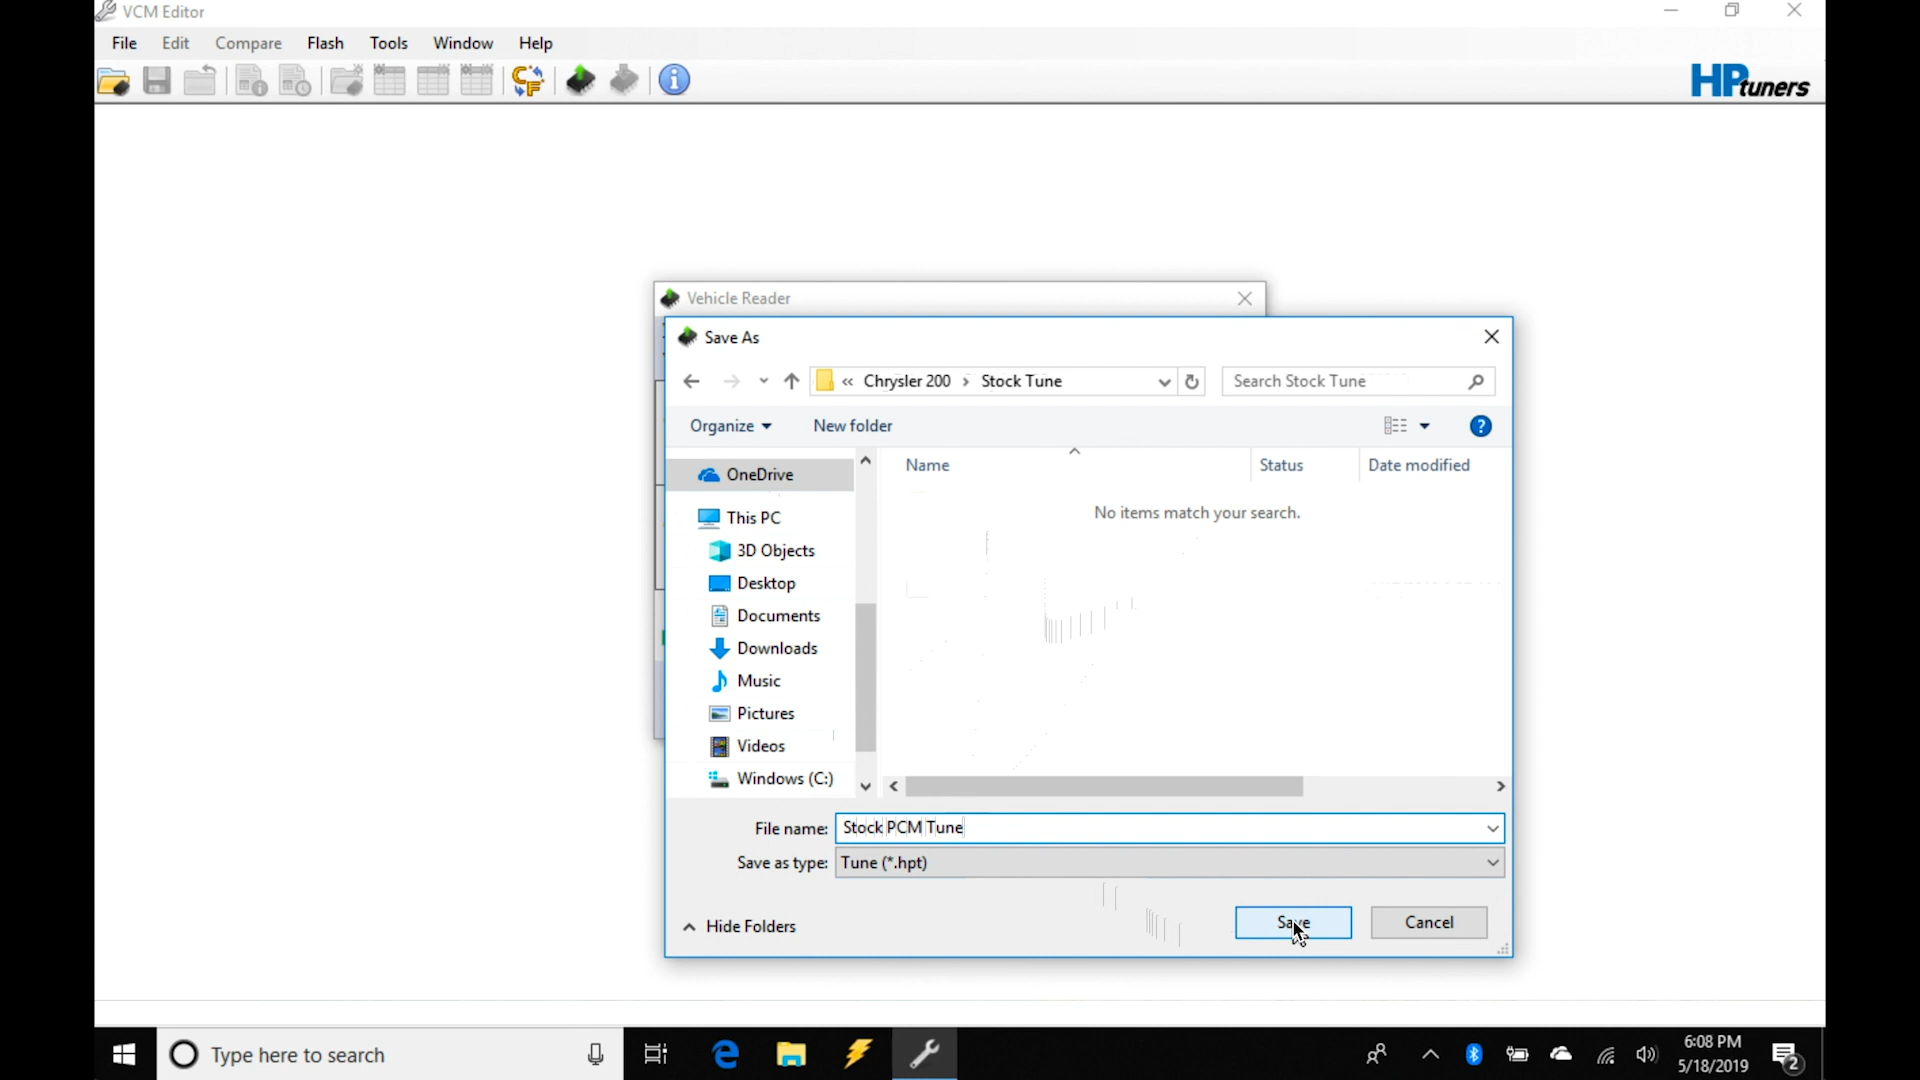 VCM Editor
File Edit Compare Flash Tools Window Help
HPtuners
Vehicle Reader
Save As
« Chrysler 200 › Stock Tune
Search Stock Tune
Organize New folder
Name Status Date modified
OneDrive
No items match your search.
This PC
3D Objects
Desktop
Documents
Downloads
Music
Pictures
Videos
Windows (C:)
File name: Stock PCM Tune
Save as type: Tune (*.hpt)
Hide Folders
Save Cancel
Type here to search
6:08 PM
5/18/2019
2